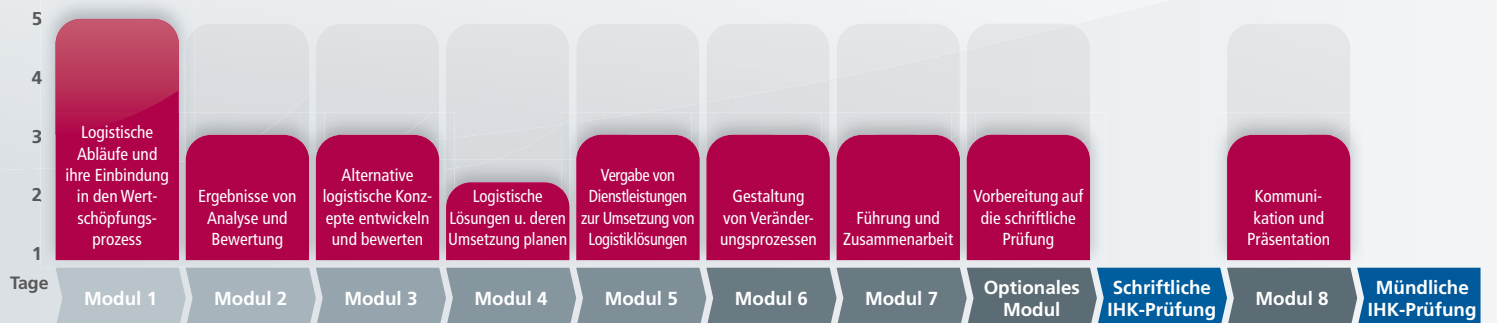 5
4
3
2
1
Tage
Logistische
Abläufe und
ihre Einbindung
in den Wert-
schöpfungs-
prozess
Ergebnisse von
Analyse und
Bewertung
Alternative
logistische Konz-
epte entwickeln
und bewerten
Logistische
Lösungen u. deren
Umsetzung planen
Vergabe von
Dienstleistungen
zur Umsetzung von
Logistiklösungen
Gestaltung
von Veränder-
ungsprozessen
Führung und
Zusammenarbeit
Vorbereitung auf
die schriftliche
Prüfung
Kommuni-
kation und
Präsentation
Modul 1
Modul 2
Modul 3
Modul 4
Modul 5
Modul 6
Modul 7
Optionales
Modul
Schriftliche
IHK-Prüfung
Modul 8
Mündliche
IHK-Prüfung